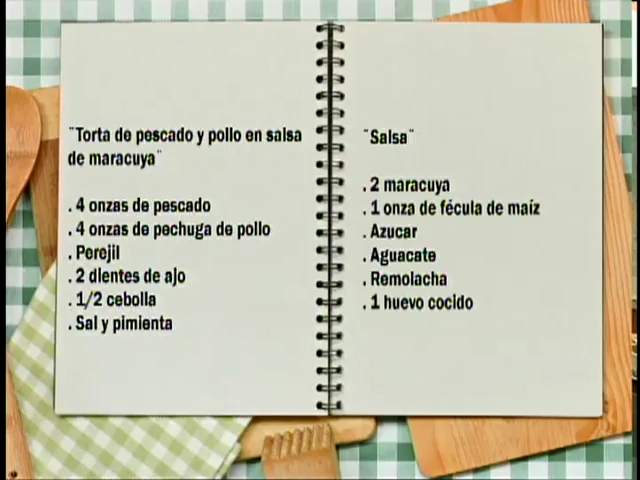 ¨Torta de pescado y pollo en salsa
de maracuya¨
. 4 onzas de pescado
. 4 onzas de pechuga de pollo
. Perejil
. 2 dientes de ajo
. 1/2 cebolla
. Sal y pimienta
¨Salsa¨
. 2 maracuya
. 1 onza de fécula de maíz
. Azucar
. Aguacate
. Remolacha
. 1 huevo cocido